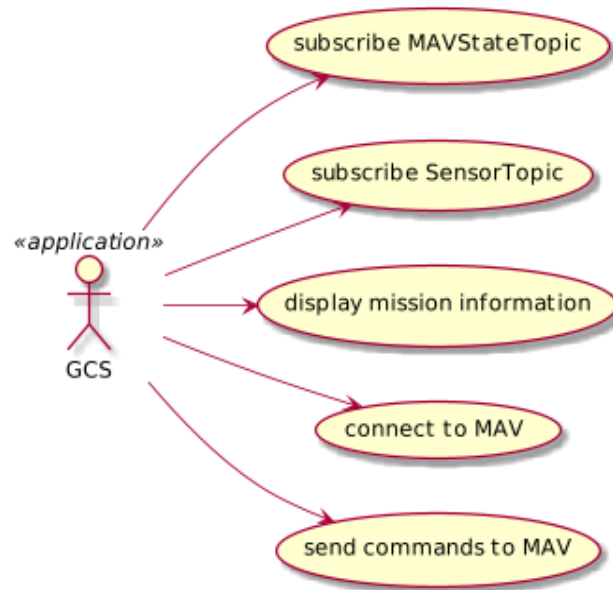 subscribe MAVStateTopic
subscribe SensorTopic
«application»
GCS
display mission information
connect to MAV
send commands to MAV